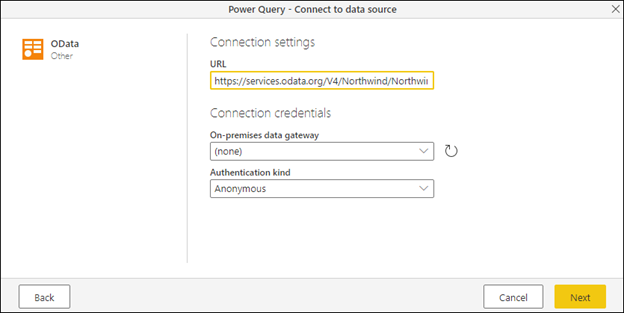 Power Query - Connect to data source
OData
Other
Connection settings
URL
https://services.odata.org/V4/Northwind/Northwin
Connection credentials
On-premises data gateway
(none)
Authentication kind
Anonymous
Back
Cancel
Next